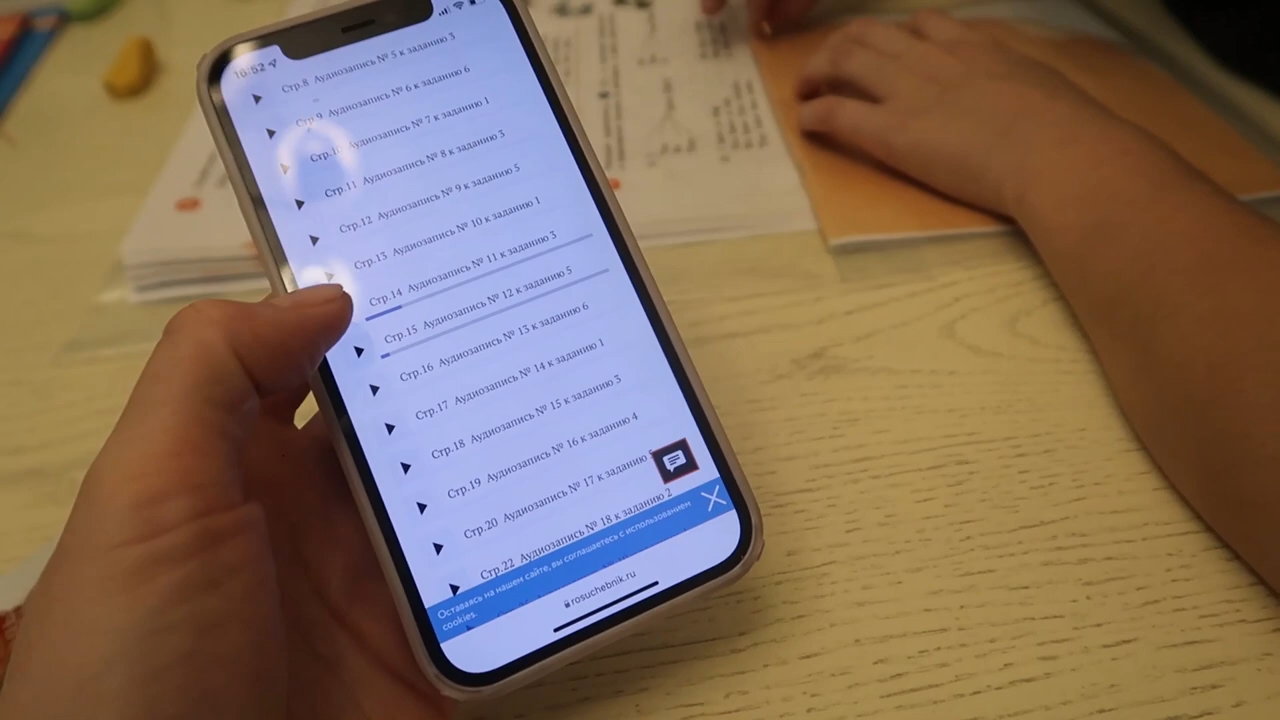 16:52
Стр.8 Аудиозапись № 5 к заданию 3
Стр.9 Аудиозапись № 6 к заданию 6
Стр.10 Аудиозапись № 7 к заданию 1
Стр.11 Аудиозапись № 8 к заданию 3
Стр.12 Аудиозапись № 9 к заданию 5
Стр.13 Аудиозапись № 10 к заданию 1
Стр.14 Аудиозапись № 11 к заданию 3
Стр.15 Аудиозапись № 12 к заданию 5
Стр.16 Аудиозапись № 13 к заданию 6
Стр.17 Аудиозапись № 14 к заданию 1
Стр.18 Аудиозапись № 15 к заданию 3
Стр.19 Аудиозапись № 16 к заданию 4
Стр.20 Аудиозапись № 17 к заданию
Стр.22 Аудиозапись № 18 к заданию 2
Оставаясь на нашем сайте, вы соглашаетесь с использованием
cookies.
rosuchebnik.ru